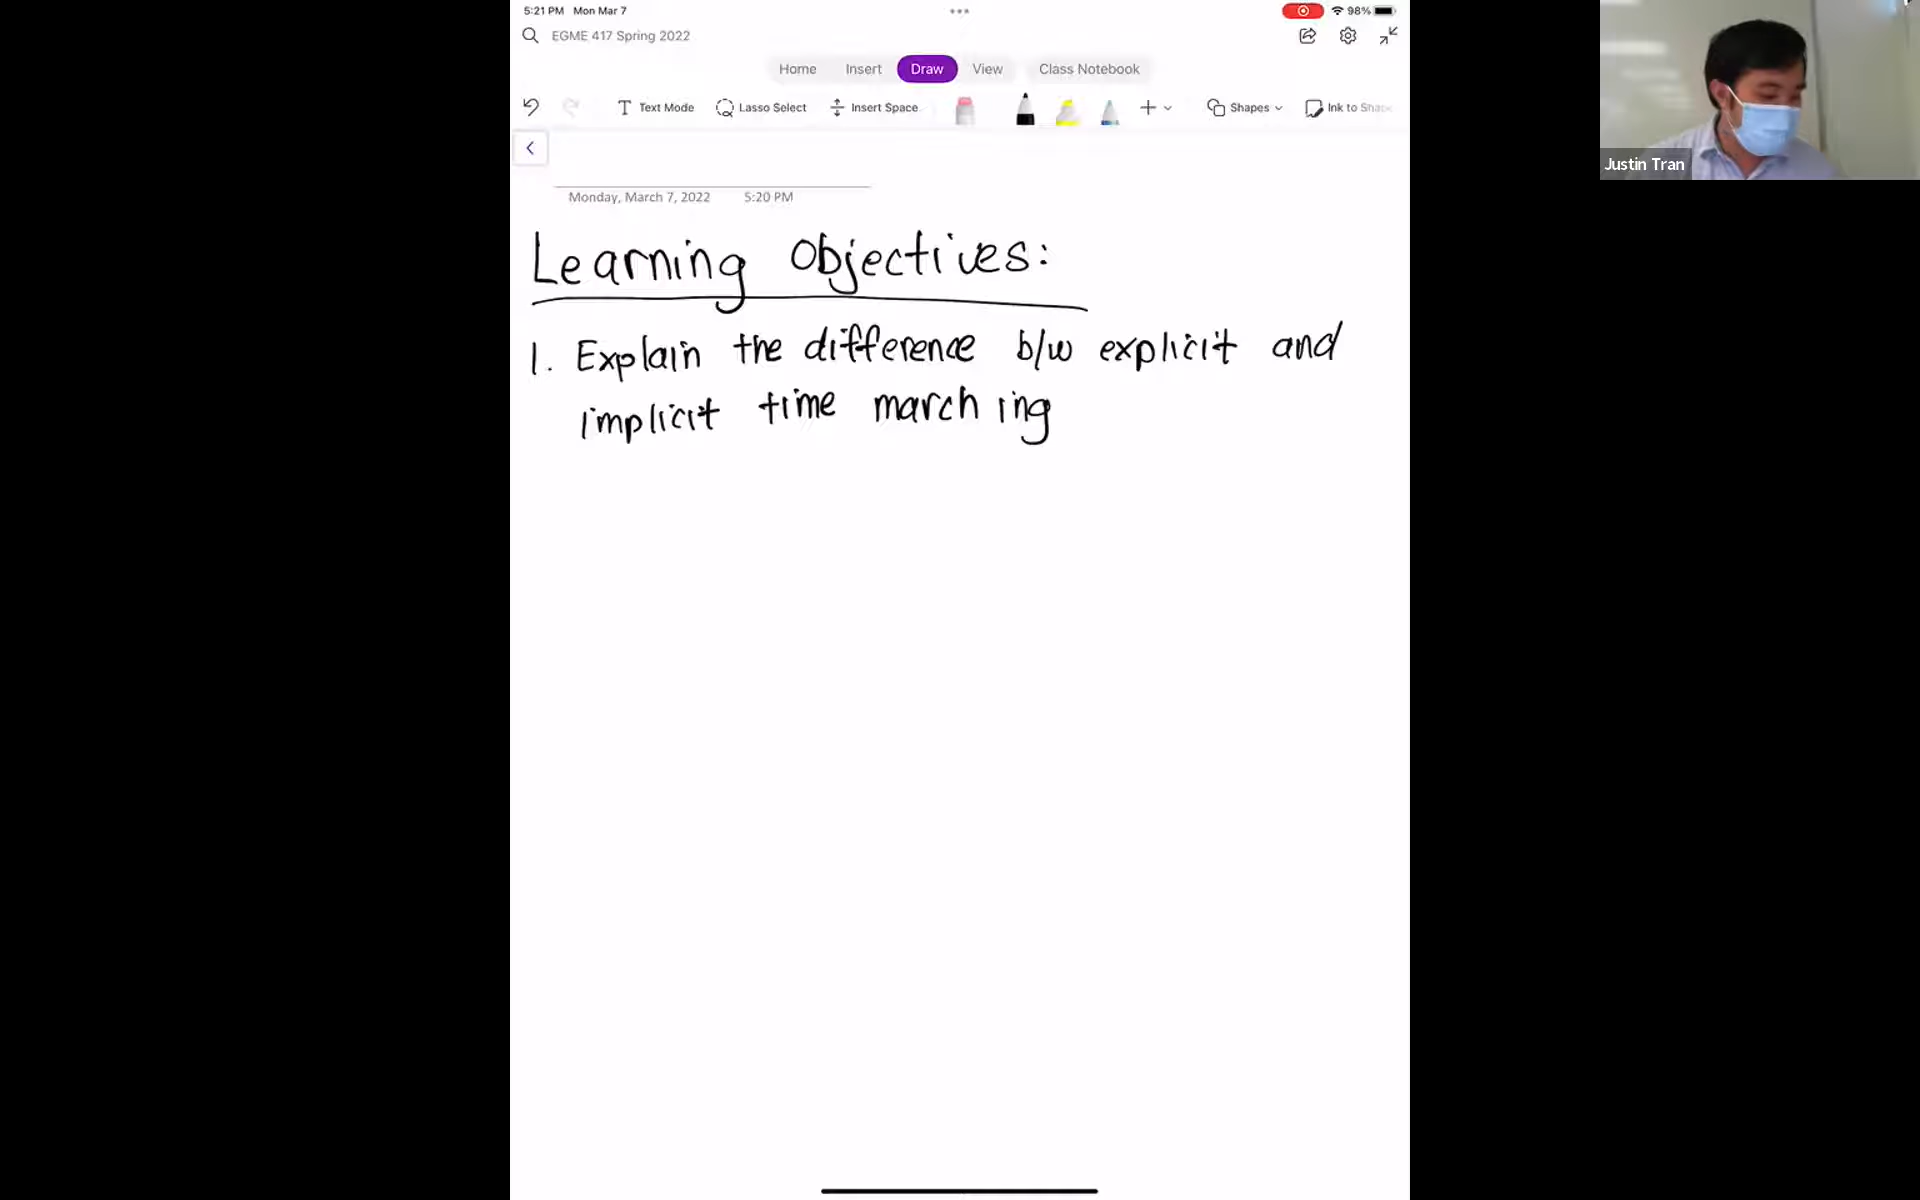 5:21 PM Mon Mar 7
98%
EGME 417 Spring 2022
Home Insert Draw View Class Notebook
Text Mode Lasso Select Insert Space Shapes Ink to Shape
Justin Tran
Monday, March 7, 2022 5:20 PM
Learning Objectives:
1. Explain the difference b/w explicit and
implicit time marching